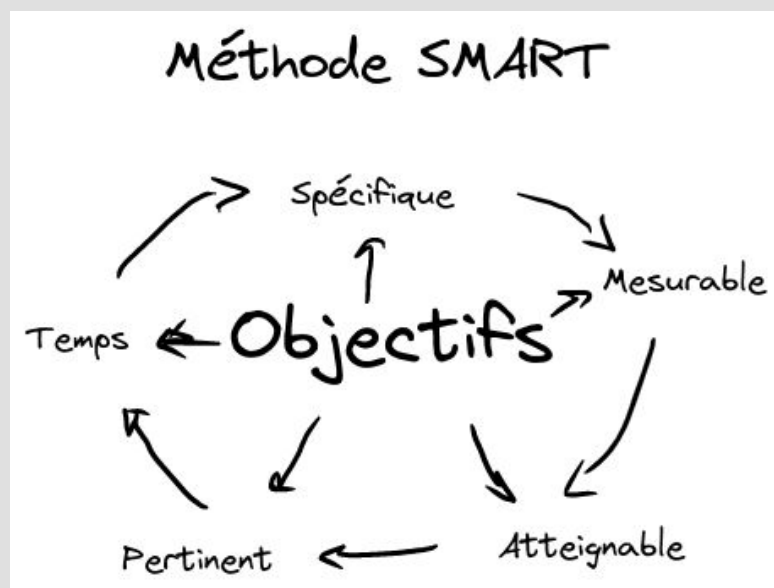 Méthode SMART
Spécifique
Mesurable
Objectifs
Temps
Atteignable
Pertinent